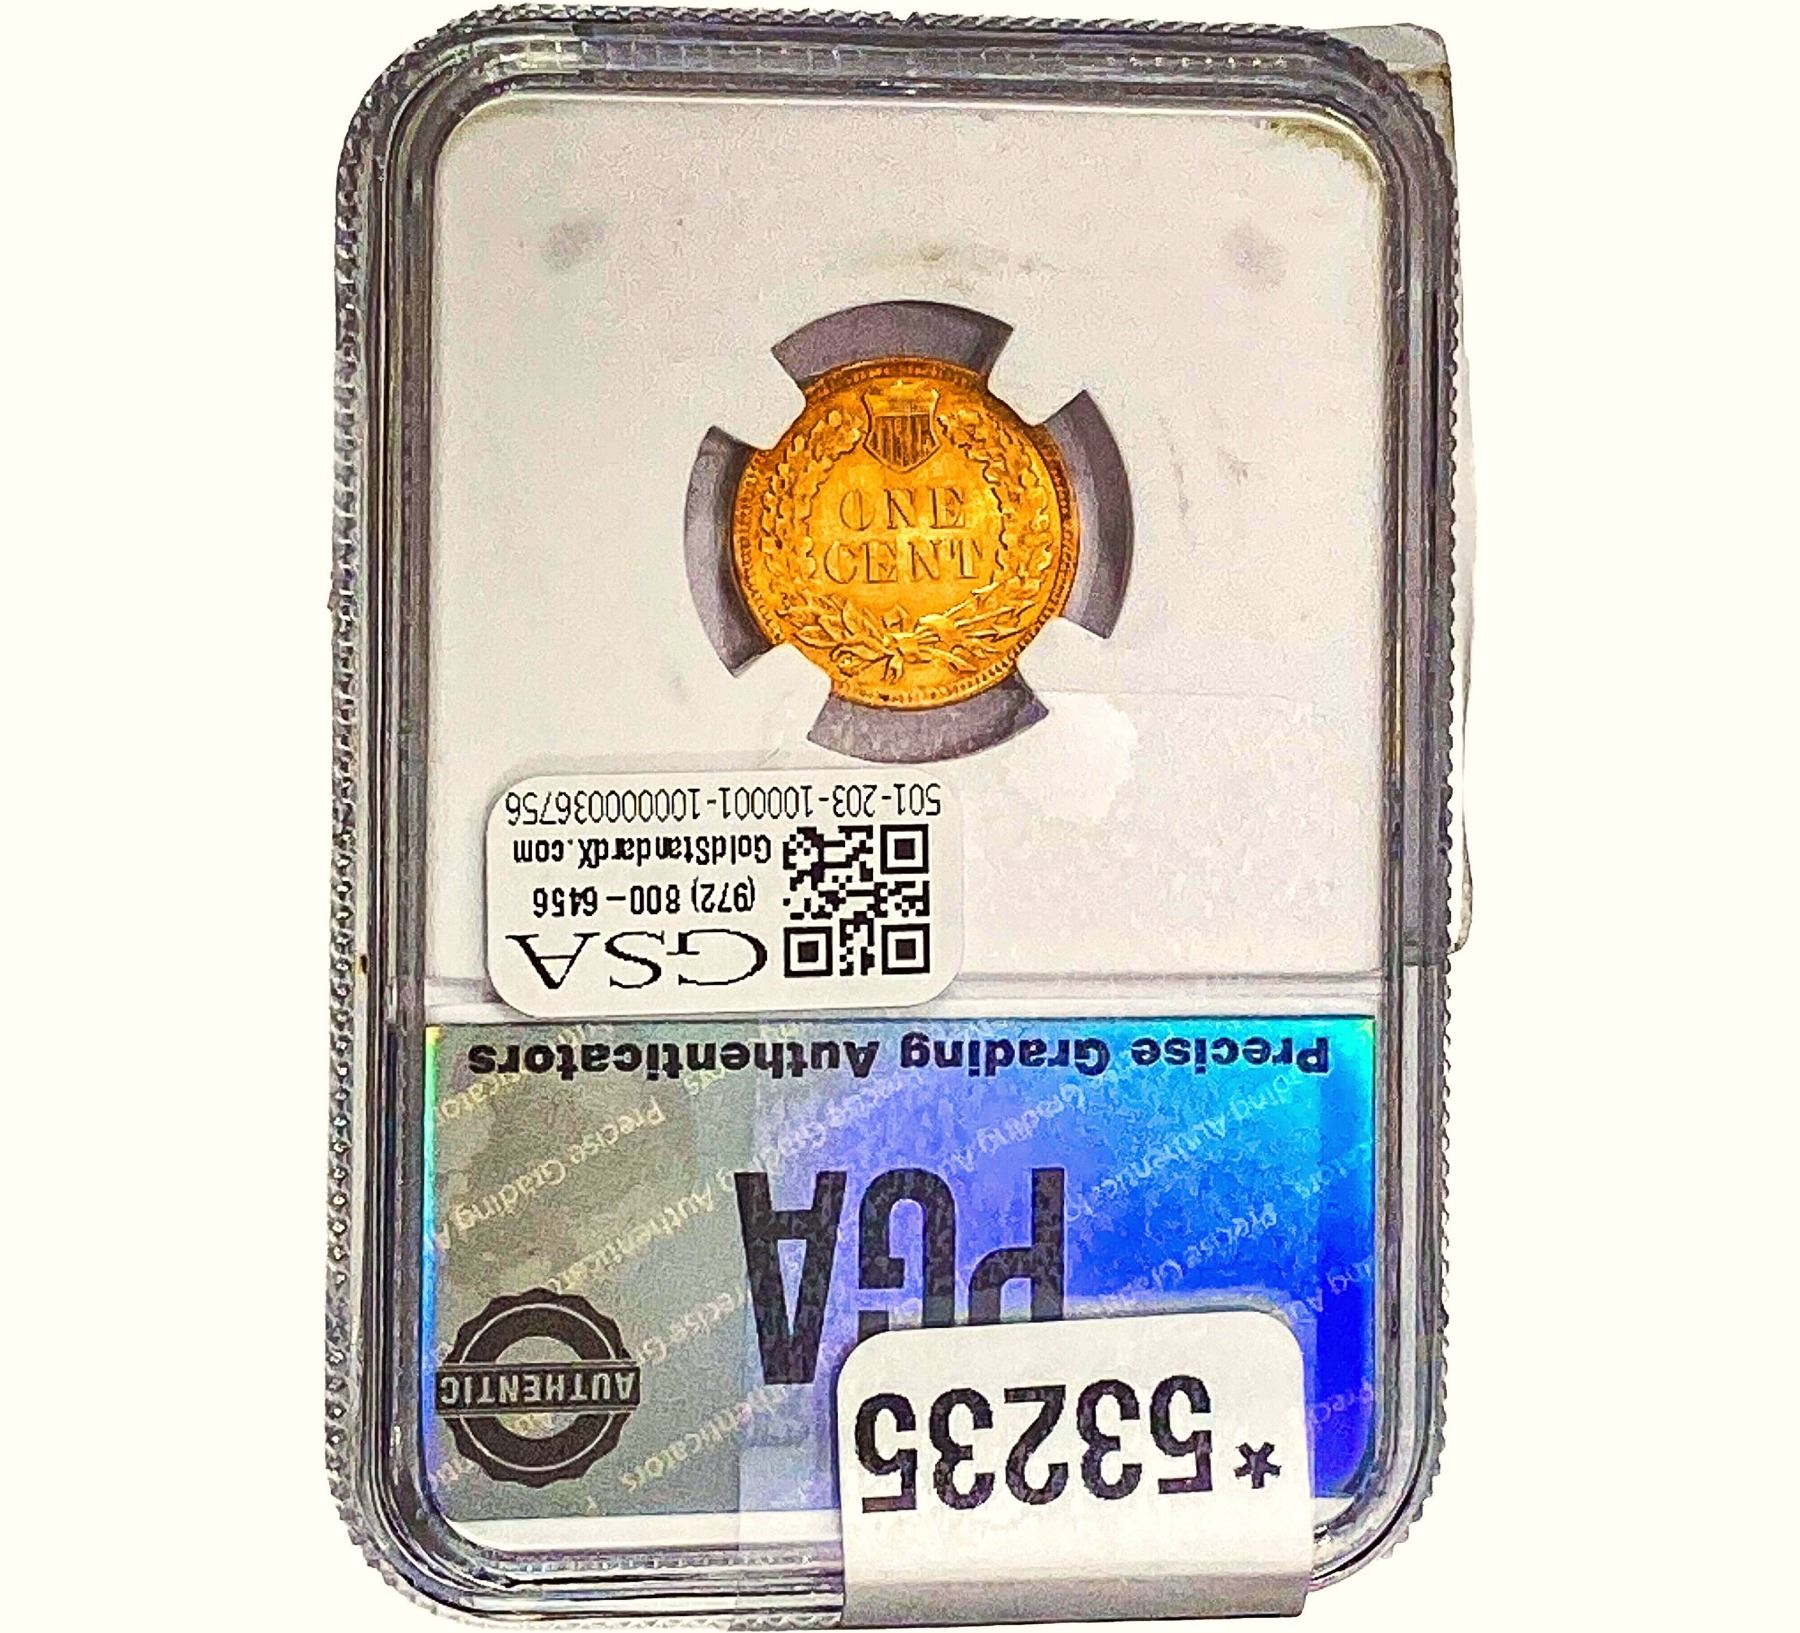 ONE
CENT
501-203-100001-100000036756
GoldStandardX.com
(972) 800-6456
GSA
Precise Grading Authenticators
PGA
AUTHENTIC
*53235